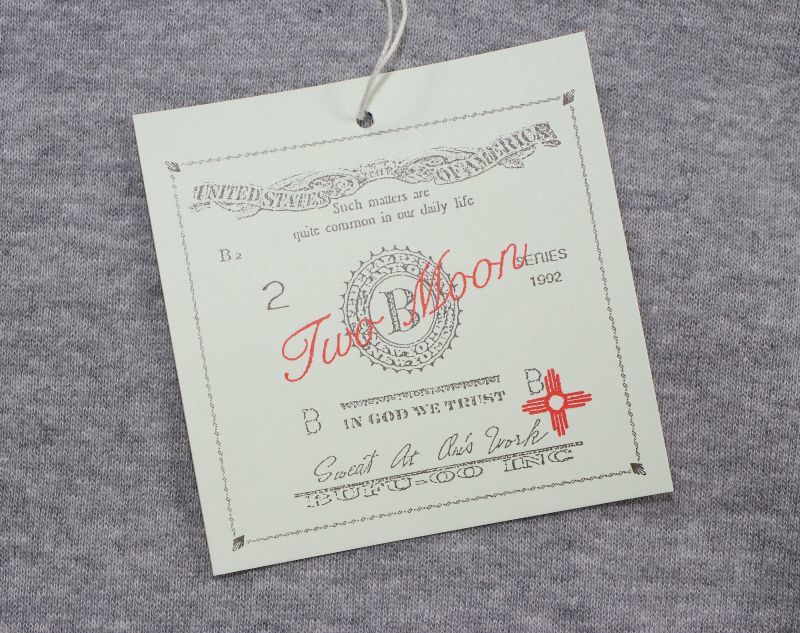 UNITED STATES OF AMERICA
Such matters are
quite common in our daily life
B2
2
SERIES
1992
B
Two Moon
B
B
IN GOD WE TRUST
Sweat At One's Work
BUFU-OO INC